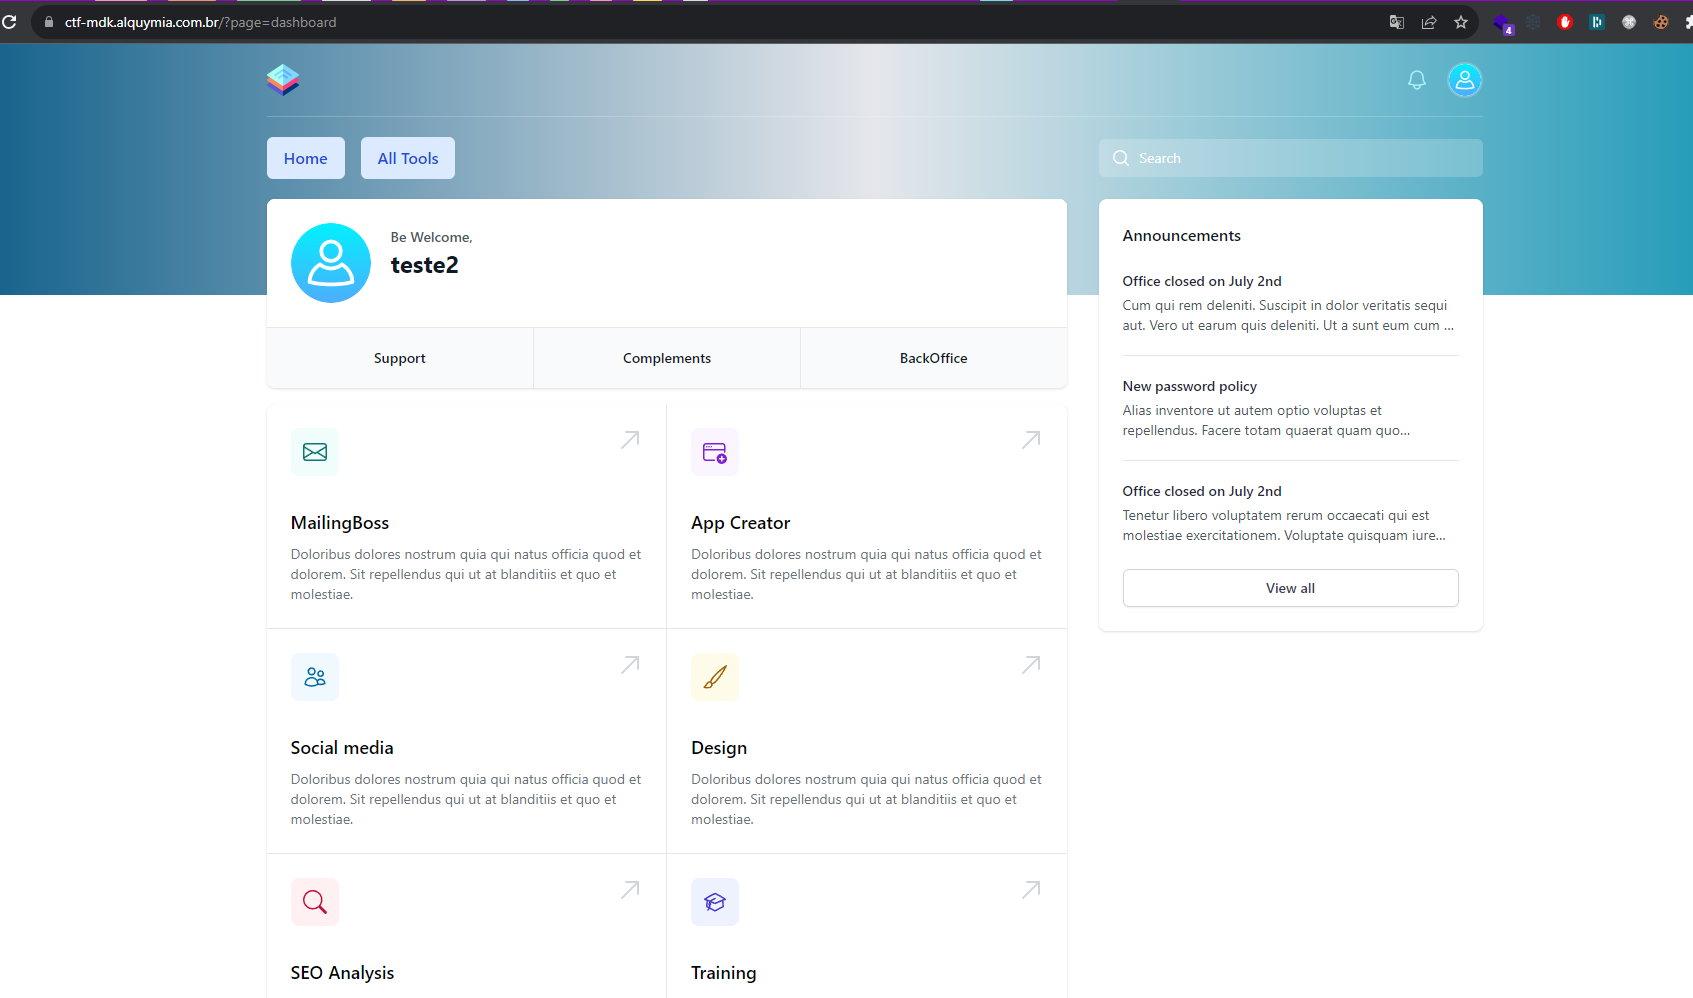 ctf-mdk.alquymia.com.br/?page=dashboard
4
Home
All Tools
Search
Be Welcome,
teste2
Support
Complements
BackOffice
MailingBoss
Doloribus dolores nostrum quia qui natus officia quod et
dolorem. Sit repellendus qui ut at blanditiis et quo et
molestiae.
App Creator
Doloribus dolores nostrum quia qui natus officia quod et
dolorem. Sit repellendus qui ut at blanditiis et quo et
molestiae.
Social media
Doloribus dolores nostrum quia qui natus officia quod et
dolorem. Sit repellendus qui ut at blanditiis et quo et
molestiae.
Design
Doloribus dolores nostrum quia qui natus officia quod et
dolorem. Sit repellendus qui ut at blanditiis et quo et
molestiae.
SEO Analysis
Training
Announcements
Office closed on July 2nd
Cum qui rem deleniti. Suscipit in dolor veritatis sequi
aut. Vero ut earum quis deleniti. Ut a sunt eum cum ...
New password policy
Alias inventore ut autem optio voluptas et
repellendus. Facere totam quaerat quam quo...
Office closed on July 2nd
Tenetur libero voluptatem rerum occaecati qui est
molestiae exercitationem. Voluptate quisquam iure...
View all